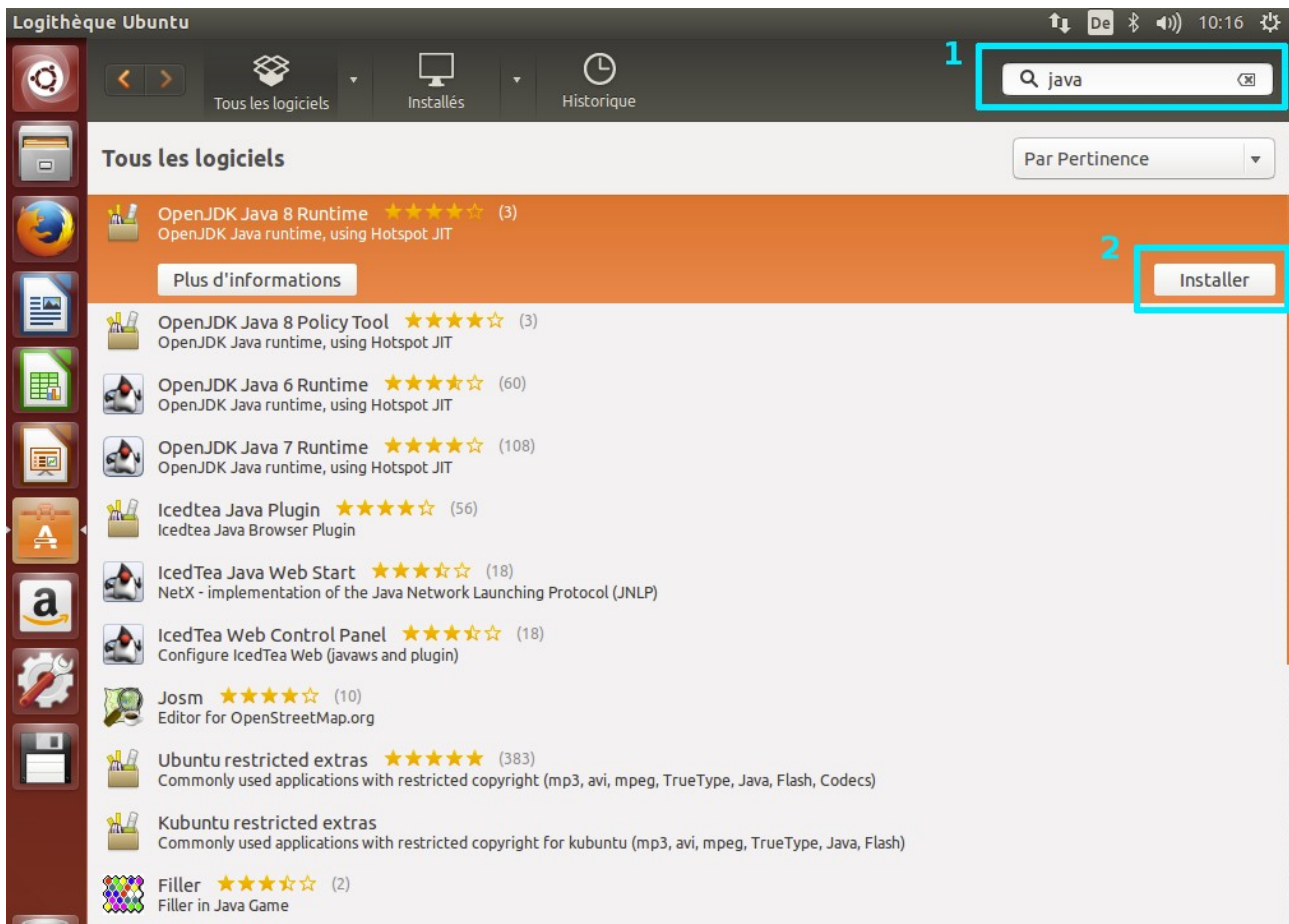 Logithèque Ubuntu
De
10:16
1
java
Tous les logiciels
Installés
Historique
Tous les logiciels
Par Pertinence
OpenJDK Java 8 Runtime (3)
OpenJDK Java runtime, using Hotspot JIT
2
Plus d'informations
Installer
OpenJDK Java 8 Policy Tool (3)
OpenJDK Java runtime, using Hotspot JIT
OpenJDK Java 6 Runtime (60)
OpenJDK Java runtime, using Hotspot JIT
OpenJDK Java 7 Runtime (108)
OpenJDK Java runtime, using Hotspot JIT
Icedtea Java Plugin (56)
Icedtea Java Browser Plugin
IcedTea Java Web Start (18)
NetX - implementation of the Java Network Launching Protocol (JNLP)
IcedTea Web Control Panel (18)
Configure IcedTea Web (javaws and plugin)
Josm (10)
Editor for OpenStreetMap.org
Ubuntu restricted extras (383)
Commonly used applications with restricted copyright (mp3, avi, mpeg, TrueType, Java, Flash, Codecs)
Kubuntu restricted extras
Commonly used applications with restricted copyright for kubuntu (mp3, avi, mpeg, TrueType, Java, Flash)
Filler (2)
Filler in Java Game